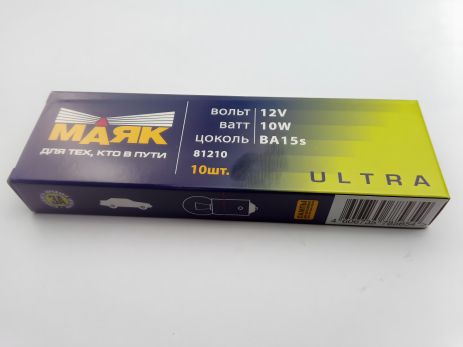 МАЯК
ДЛЯ ТЕХ, КТО В ПУТИ
ВОЛЬТ 12V
ВАТТ 10W
ЦОКОЛЬ BA15s
81210
10шт.
ULTRA